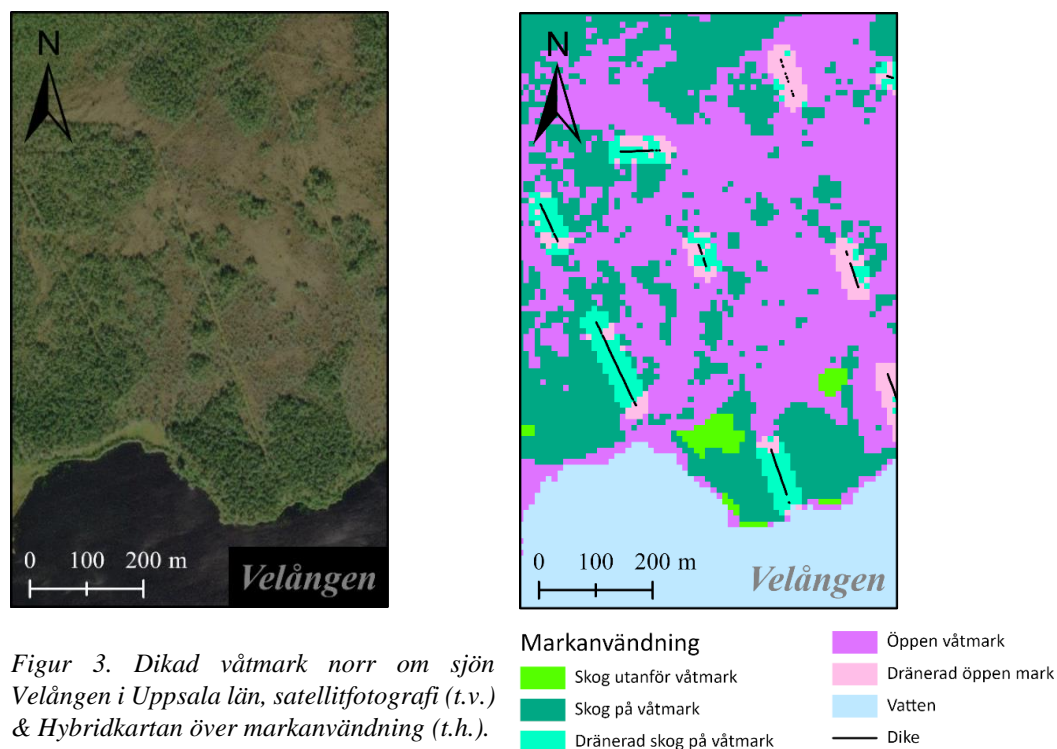 N
0 100 200 m
Velången
N
0 100 200 m
Velången
Figur 3. Dikad våtmark norr om sjön
Velången i Uppsala län, satellitfotografi (t.v.)
& Hybridkartan över markanvändning (t.h.).
Markanvändning
Skog utanför våtmark
Skog på våtmark
Dränerad skog på våtmark
Öppen våtmark
Dränerad öppen mark
Vatten
Dike